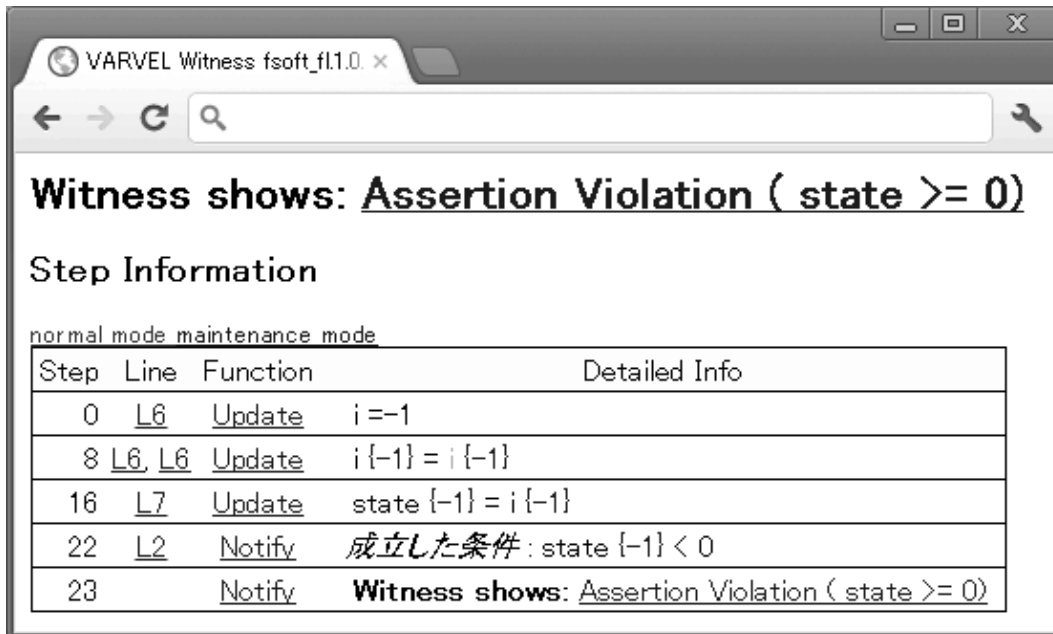 VARVEL Witness fsoft_fl.1.0.
Witness shows: Assertion Violation ( state >= 0)
Step Information
normal mode maintenance mode
Step Line Function Detailed Info
0 L6 Update i =-1
8 L6, L6 Update i {-1} = i {-1}
16 L7 Update state {-1} = i {-1}
22 L2 Notify 成立した条件 : state {-1} < 0
23 Notify Witness shows: Assertion Violation ( state >= 0)